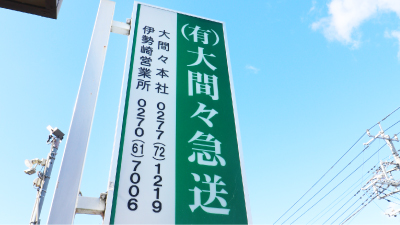 (有)大間々急送
大間々本社 0277(72)1219
伊勢崎営業所 0270(61)7006